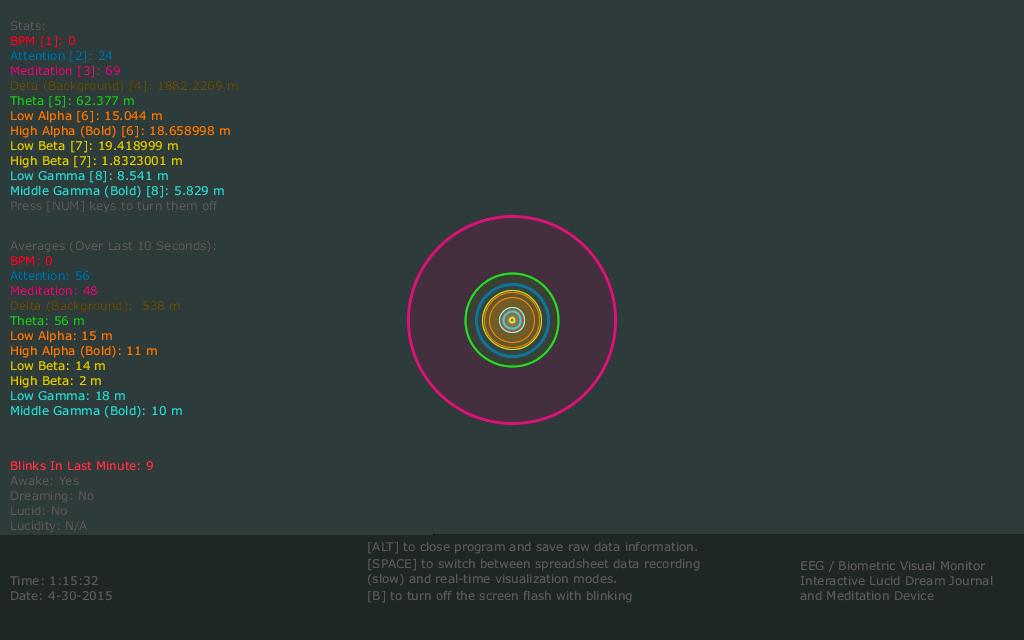 Stats:
BPM [1]: 0
Attention [2]: 24
Meditation [3]: 69
Delta (Background) [4]: 1882.2269 m
Theta [5]: 62.377 m
Low Alpha [6]: 15.044 m
High Alpha (Bold) [6]: 18.658998 m
Low Beta [7]: 19.418999 m
High Beta [7]: 1.8323001 m
Low Gamma [8]: 8.541 m
Middle Gamma (Bold) [8]: 5.829 m
Press [NUM] keys to turn them off
Averages (Over Last 10 Seconds):
BPM: 0
Attention: 56
Meditation: 48
Delta (Background):  538 m
Theta: 56 m
Low Alpha: 15 m
High Alpha (Bold): 11 m
Low Beta: 14 m
High Beta: 2 m
Low Gamma: 18 m
Middle Gamma (Bold): 10 m
Blinks In Last Minute: 9
Awake: Yes
Dreaming: No
Lucid: No
Lucidity: N/A
Time: 1:15:32
Date: 4-30-2015
[ALT] to close program and save raw data information.
[SPACE] to switch between spreadsheet data recording
(slow) and real-time visualization modes.
[B] to turn off the screen flash with blinking
EEG / Biometric Visual Monitor
Interactive Lucid Dream Journal
and Meditation Device